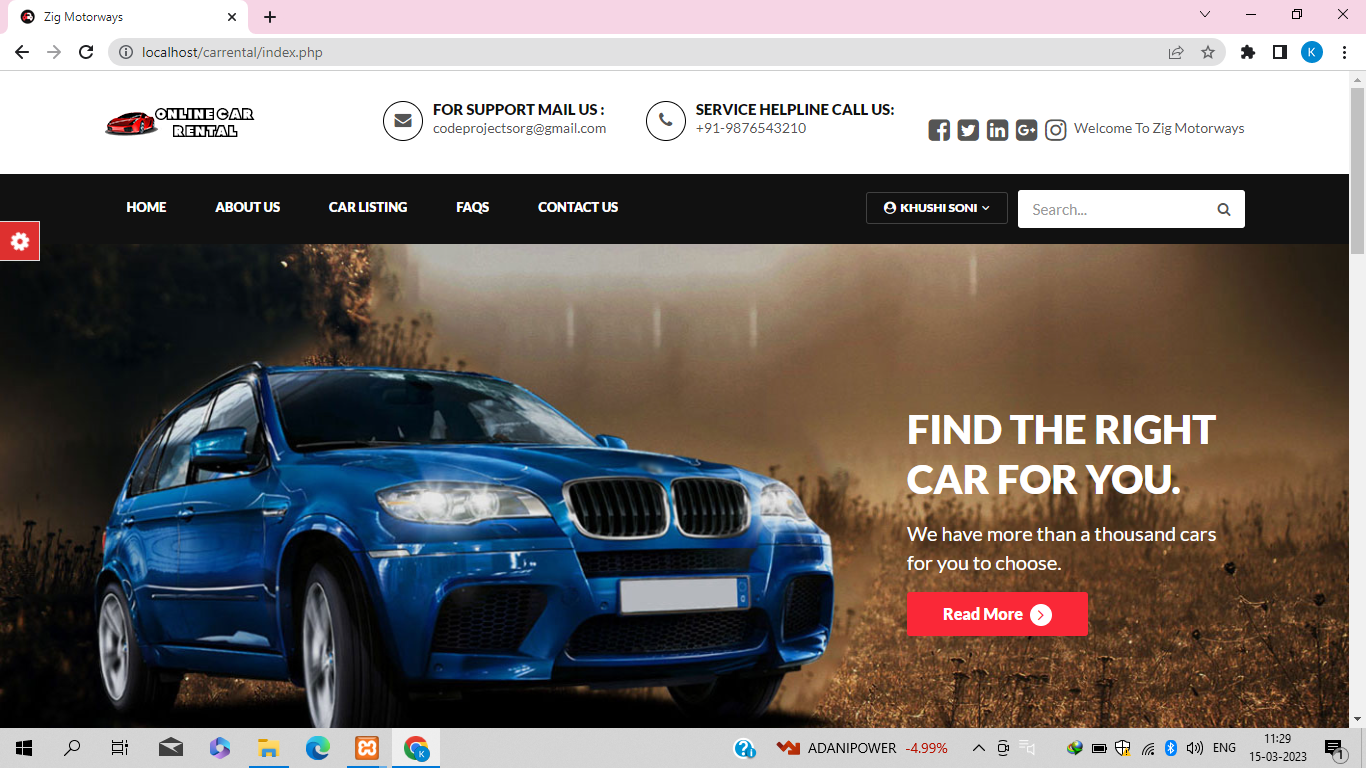 Zig Motorways
localhost/carrental/index.php
K
ONLINE CAR
RENTAL
FOR SUPPORT MAIL US :
codeprojectsorg@gmail.com
SERVICE HELPLINE CALL US:
+91-9876543210
Welcome To Zig Motorways
HOME
ABOUT US
CAR LISTING
FAQS
CONTACT US
KHUSHI SONI
Search...
FIND THE RIGHT
CAR FOR YOU.
We have more than a thousand cars
for you to choose.
Read More
K
ADANIPOWER -4.99%
ENG
11:29
15-03-2023
1